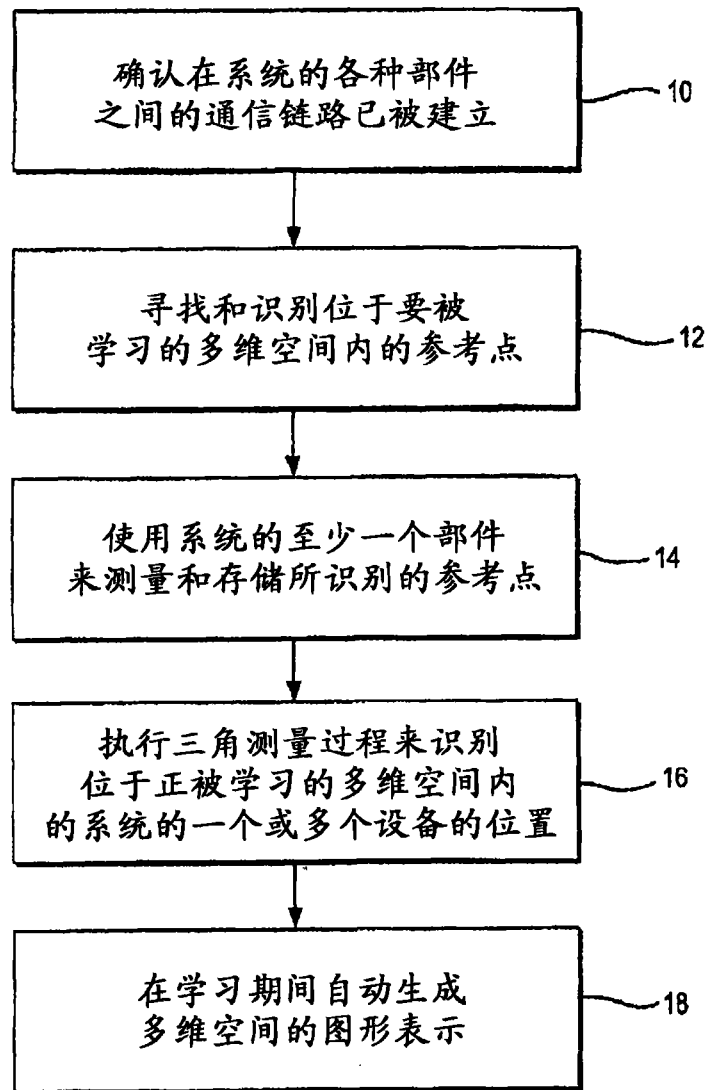 确认在系统的各种部件
之间的通信链路已被建立
10
寻找和识别位于要被
学习的多维空间内的参考点
12
使用系统的至少一个部件
来测量和存储所识别的参考点
14
执行三角测量过程来识别
位于正被学习的多维空间内
的系统的一个或多个设备的位置
16
在学习期间自动生成
多维空间的图形表示
18